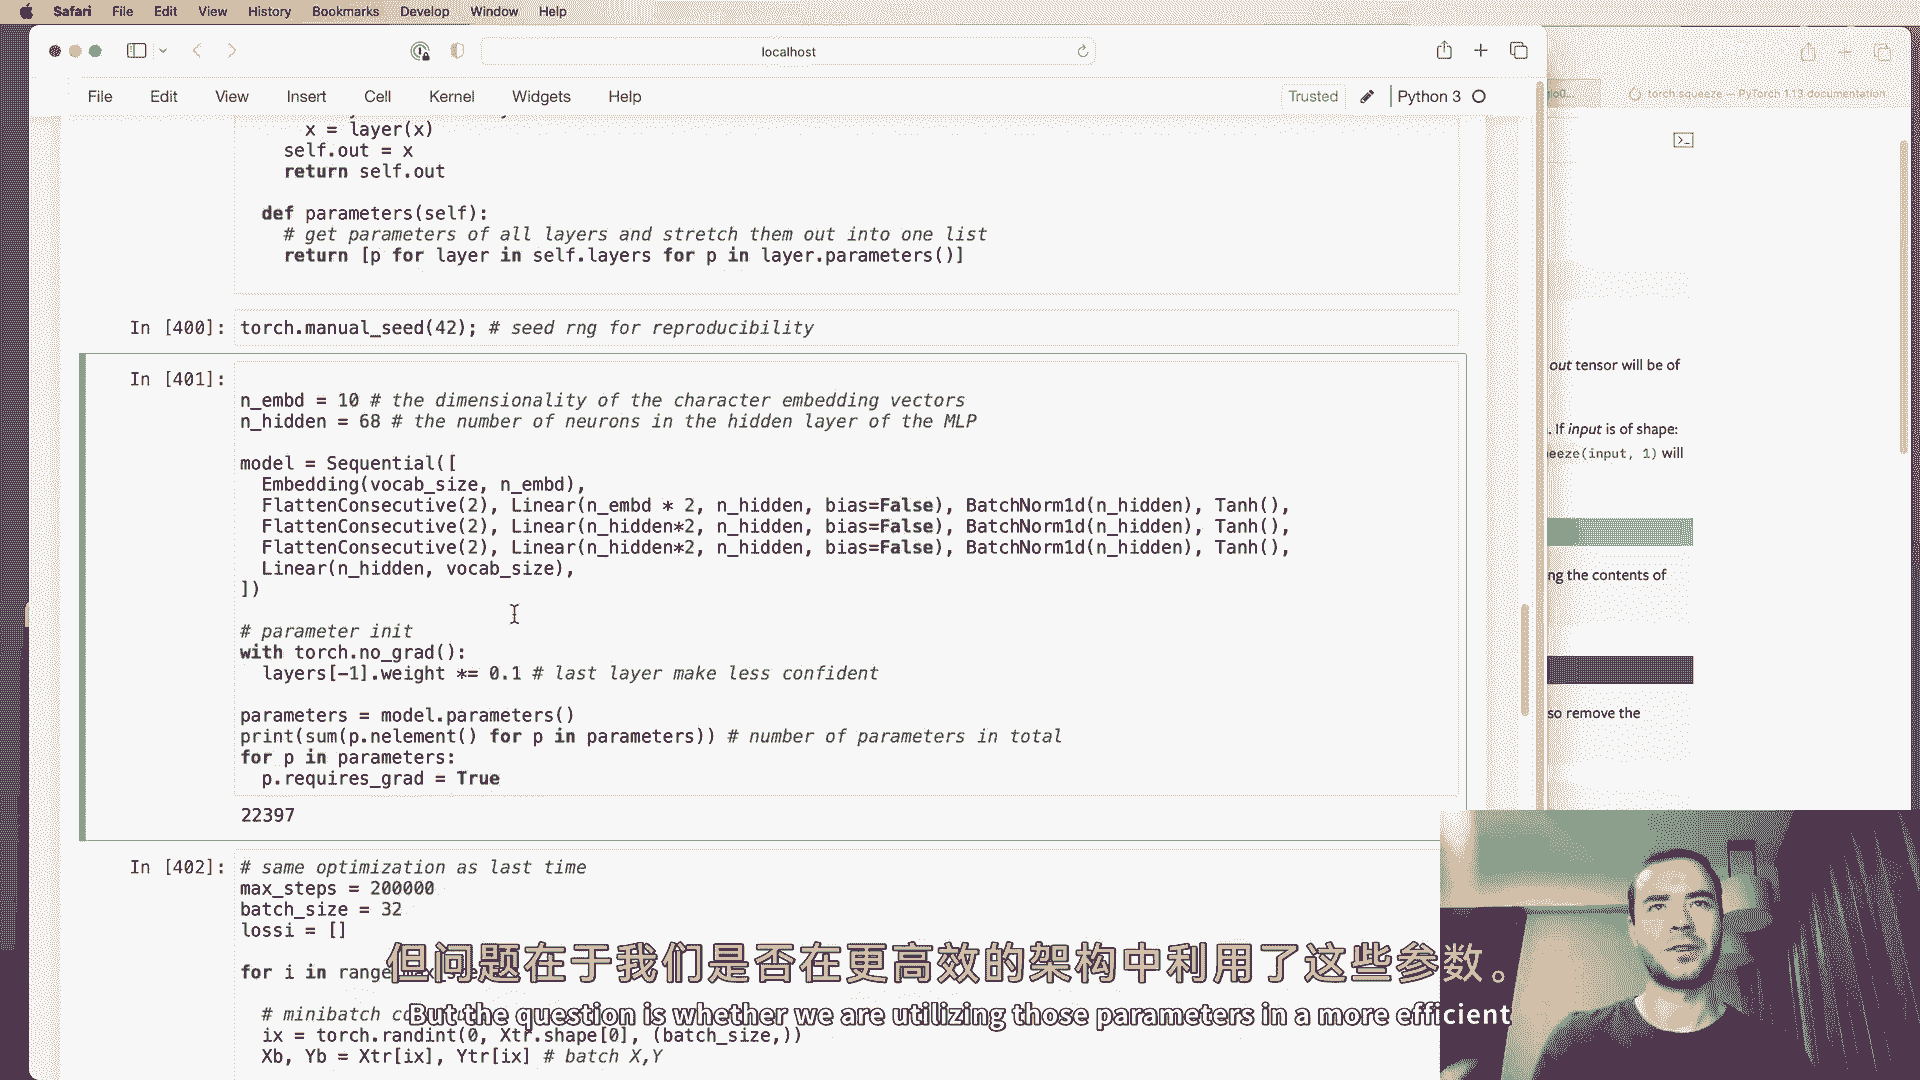 Safari File Edit View History Bookmarks Develop Window Help
localhost
File Edit View Insert Cell Kernel Widgets Help
Trusted Python 3
torch.squeeze — PyTorch 1.13 documentation
x = layer(x)
self.out = x
return self.out
def parameters(self):
# get parameters of all layers and stretch them out into one list
return [p for layer in self.layers for p in layer.parameters()]
In [400]: torch.manual_seed(42); # seed rng for reproducibility
In [401]:
n_embd = 10 # the dimensionality of the character embedding vectors
n_hidden = 68 # the number of neurons in the hidden layer of the MLP
model = Sequential([
Embedding(vocab_size, n_embd),
FlattenConsecutive(2), Linear(n_embd * 2, n_hidden, bias=False), BatchNorm1d(n_hidden), Tanh(),
FlattenConsecutive(2), Linear(n_hidden*2, n_hidden, bias=False), BatchNorm1d(n_hidden), Tanh(),
FlattenConsecutive(2), Linear(n_hidden*2, n_hidden, bias=False), BatchNorm1d(n_hidden), Tanh(),
Linear(n_hidden, vocab_size),
])
# parameter init
with torch.no_grad():
layers[-1].weight *= 0.1 # last layer make less confident
parameters = model.parameters()
print(sum(p.nelement() for p in parameters)) # number of parameters in total
for p in parameters:
p.requires_grad = True
22397
In [402]: # same optimization as last time
max_steps = 200000
batch_size = 32
lossi = []
for i in range
# minibatch
ix = torch.randint(0, Xtr.shape[0], (batch_size,))
Xb, Yb = Xtr[ix], Ytr[ix] # batch X,Y
out tensor will be of
. If input is of shape:
eeze(input, 1) will
ng the contents of
so remove the
但问题在于我们是否在更高效的架构中利用了这些参数。
But the question is whether we are utilizing those parameters in a more efficient